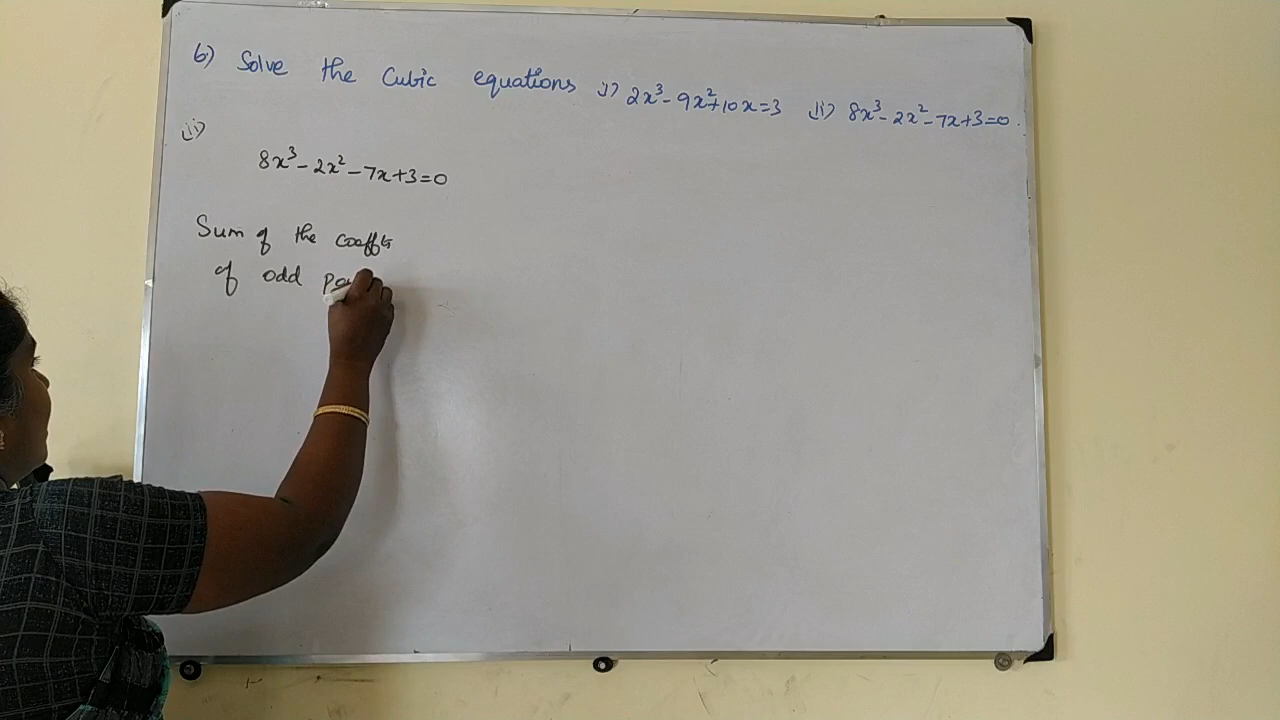 6) Solve the Cubic equations i) 2x³-9x²+10x=3 ii) 8x³-2x²-7x+3=0.
ii)
8x³-2x²-7x+3=0
Sum of the coeffts
of odd